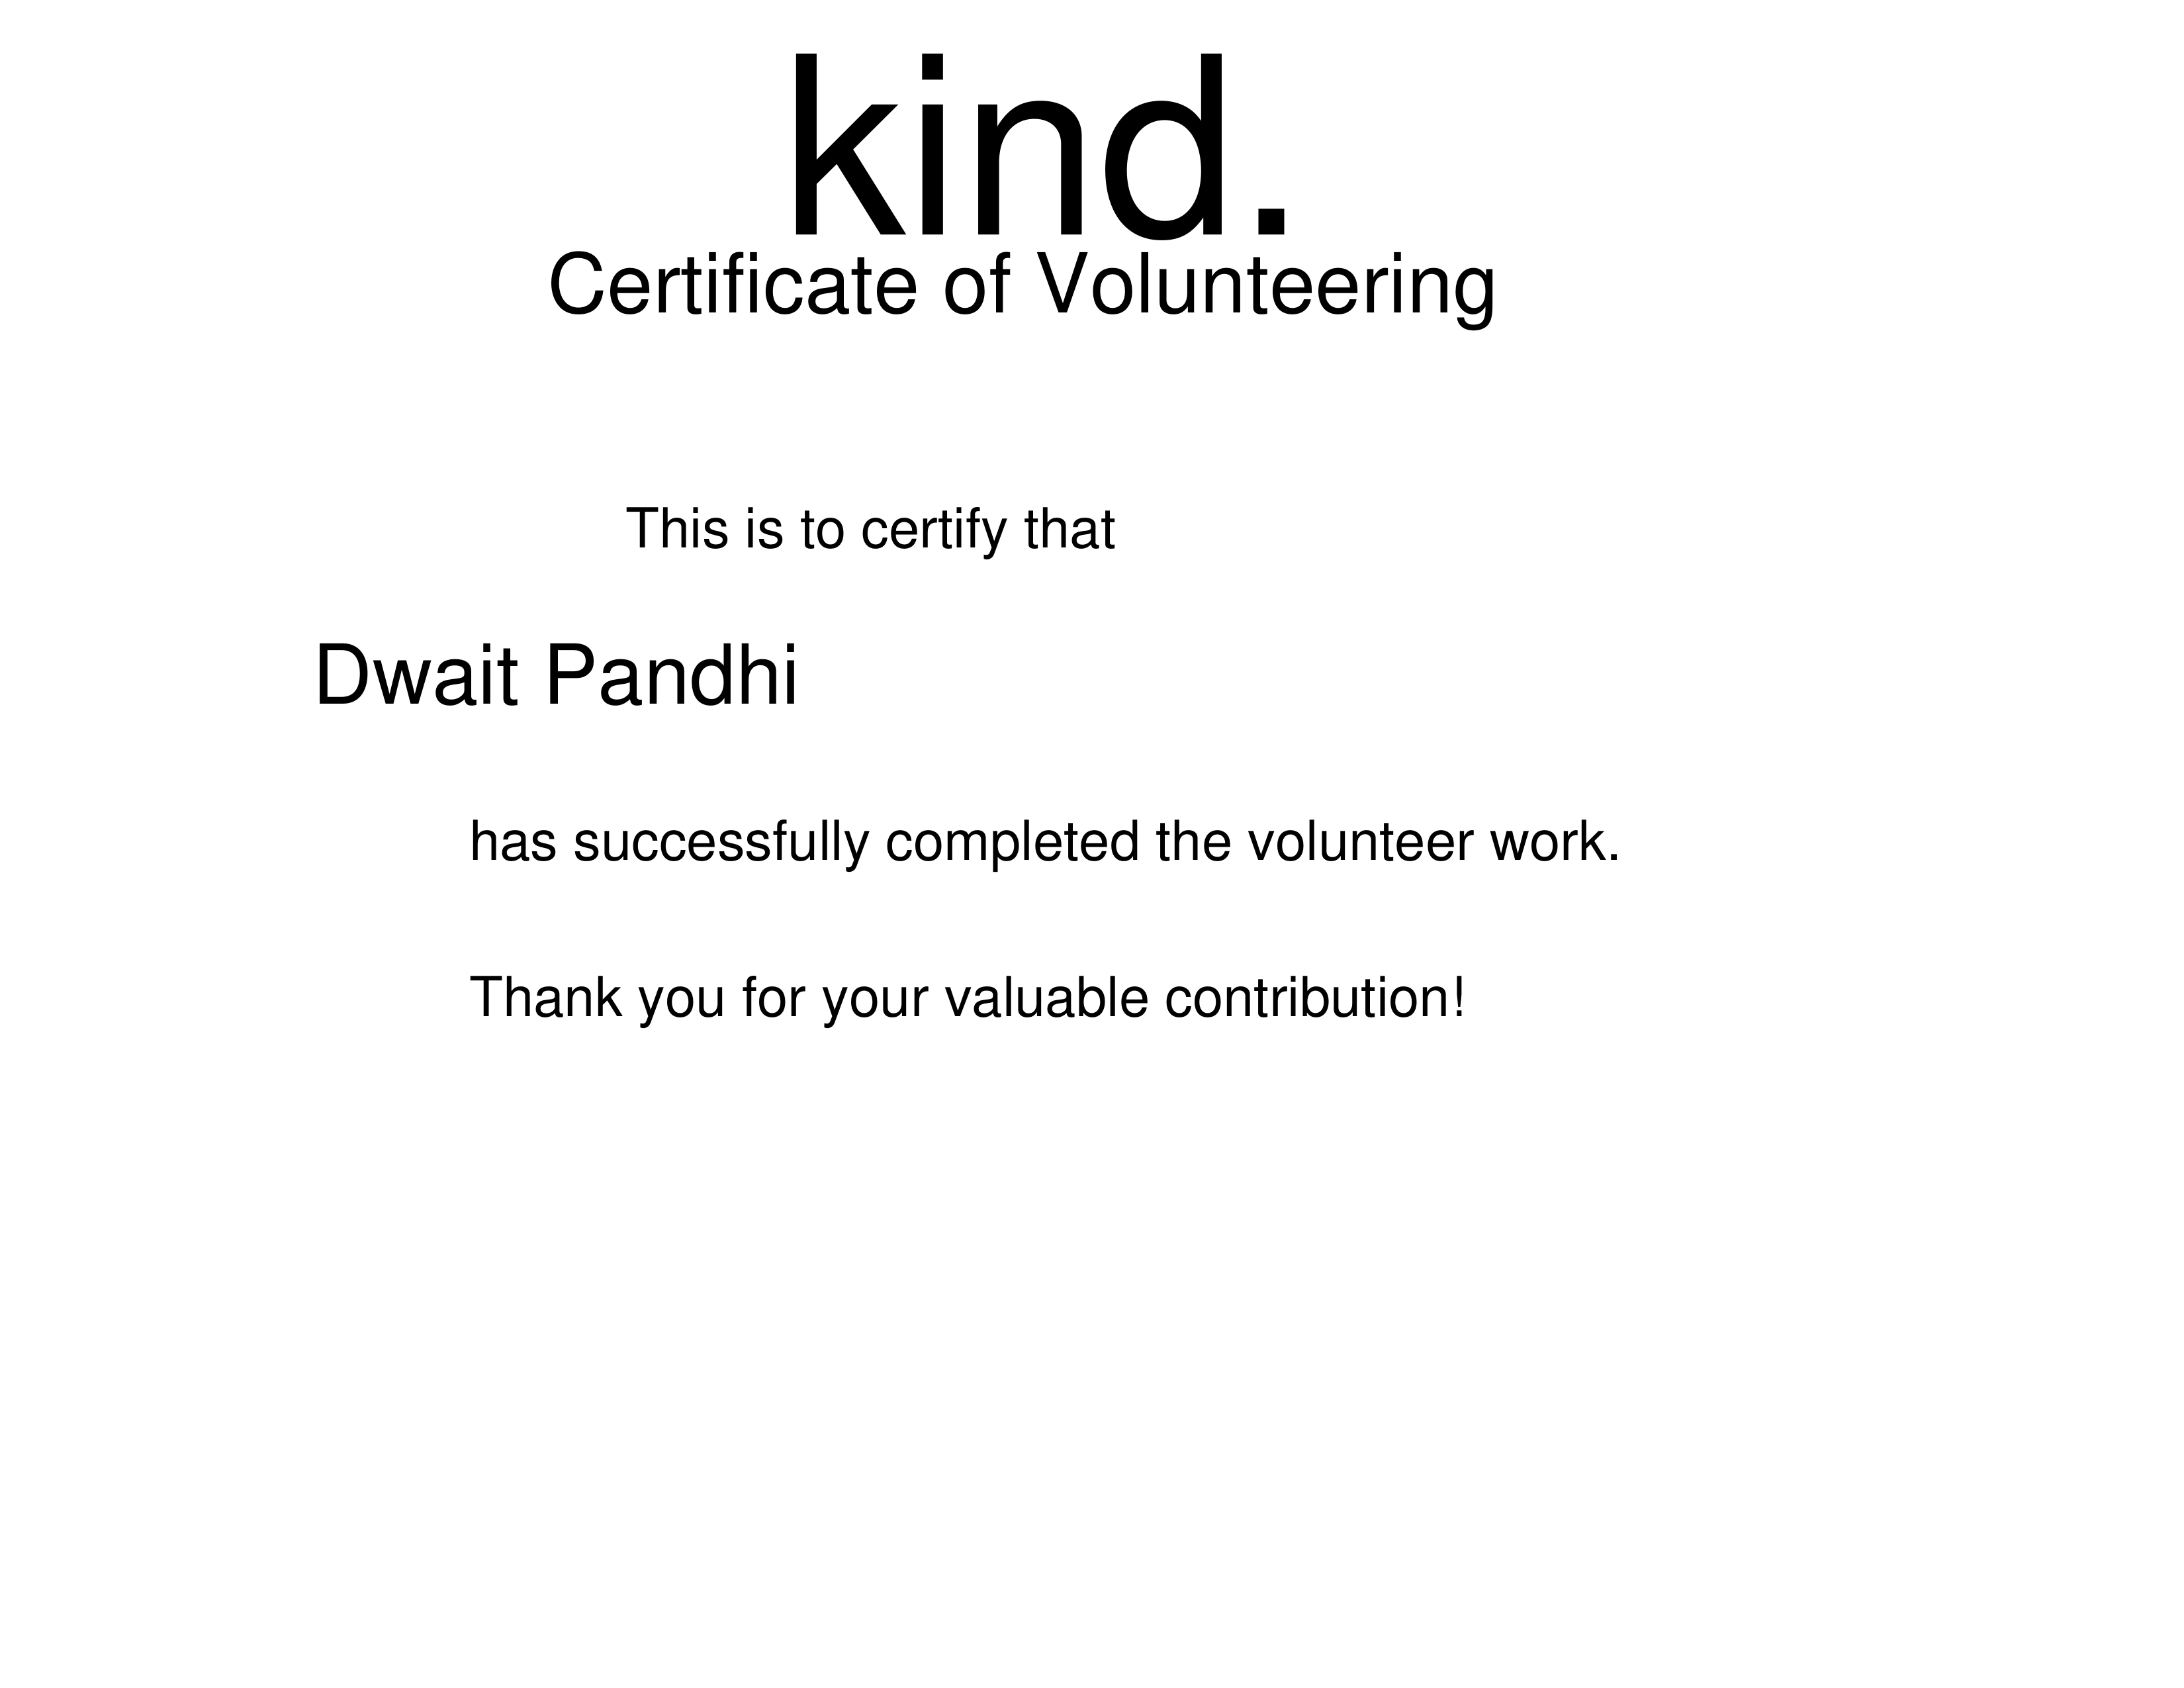 kind.
Certificate of Volunteering
This is to certify that
Dwait Pandhi
has successfully completed the volunteer work.
Thank you for your valuable contribution!